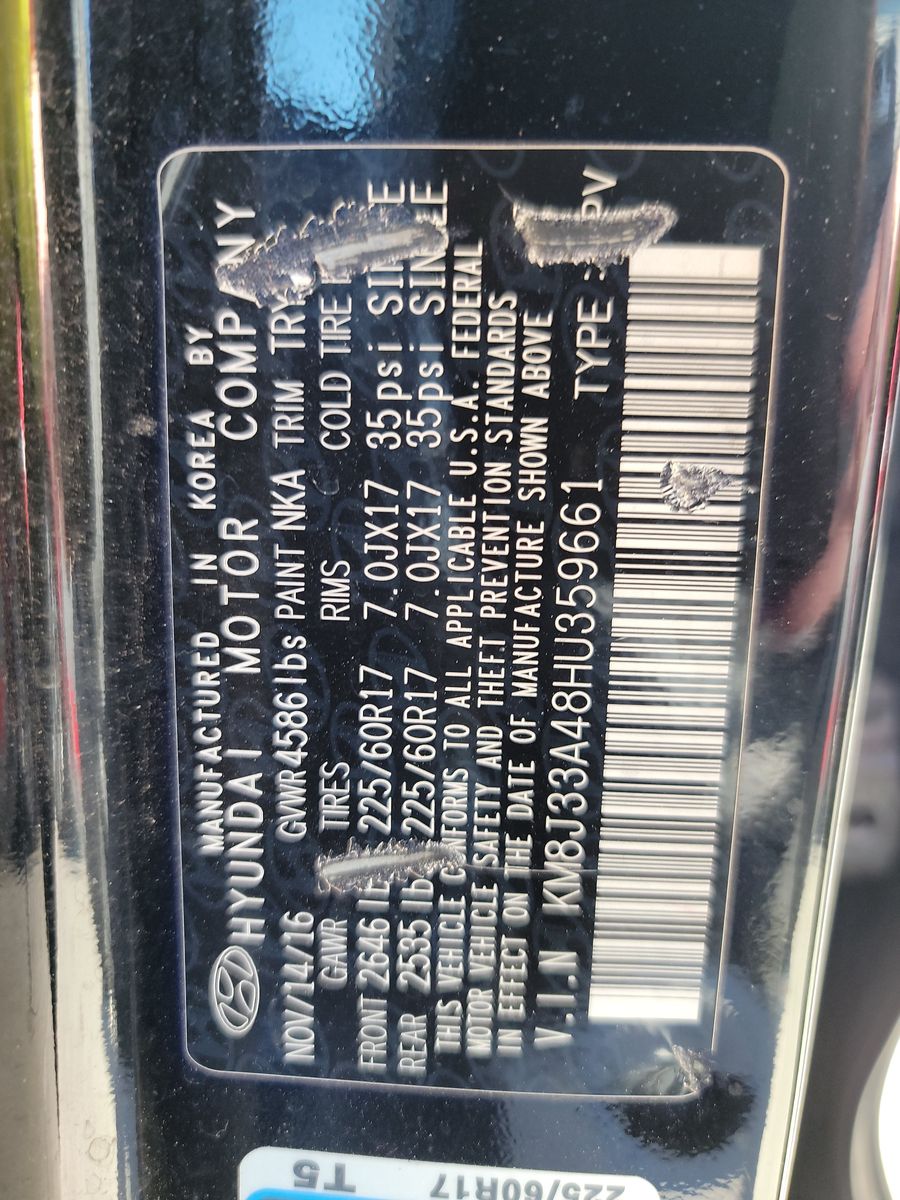 MANUFACTURED IN KOREA BY
HYUNDAI MOTOR COMPANY
NOV/14/16 GVWR 4586 lbs PAINT NKA TRIM TRY
GAWR TIRES RIMS COLD TIRE
FRONT 2646 lb 225/60R17 7.0JX17 35psi
REAR 2535 lb 225/60R17 7.0JX17 35psi
THIS VEHICLE CONFORMS TO ALL APPLICABLE U.S.A. FEDERAL
MOTOR VEHICLE SAFETY AND THEFT PREVENTION STANDARDS
IN EFFECT ON THE DATE OF MANUFACTURE SHOWN ABOVE
V.I.N KM8J33A48HU359661 TYPE : PV
225/60R17
T5